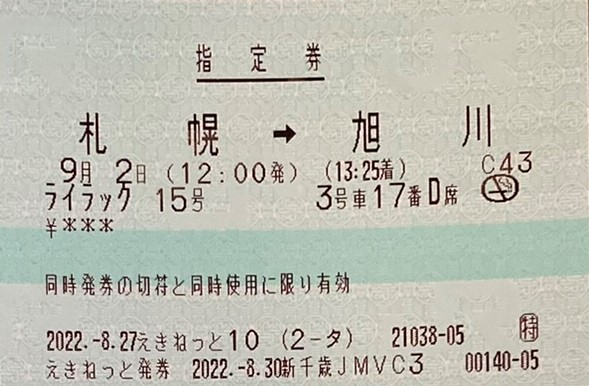 指定券
札幌 → 旭川
9月 2日 (12:00発) (13:25着) C43
ライラック 15号 3号車17番D席
¥***
同時発券の切符と同時使用に限り有効
2022.-8.27えきねっと10 (2-タ) 21038-05 特
えきねっと発券 2022.-8.30新千歳JMVC3 00140-05